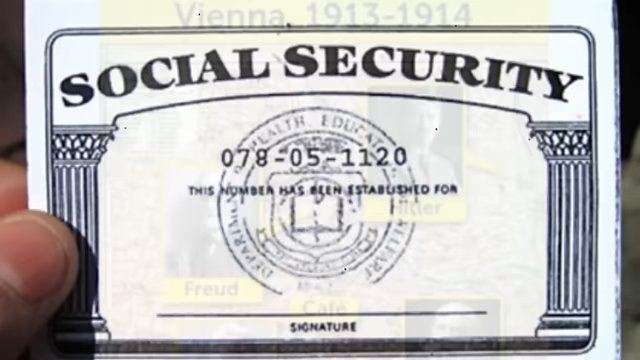 Vienna, 1913-1914
SOCIAL SECURITY
078-05-1120
THIS NUMBER HAS BEEN ESTABLISHED FOR
Hitler
Freud
Café
SIGNATURE